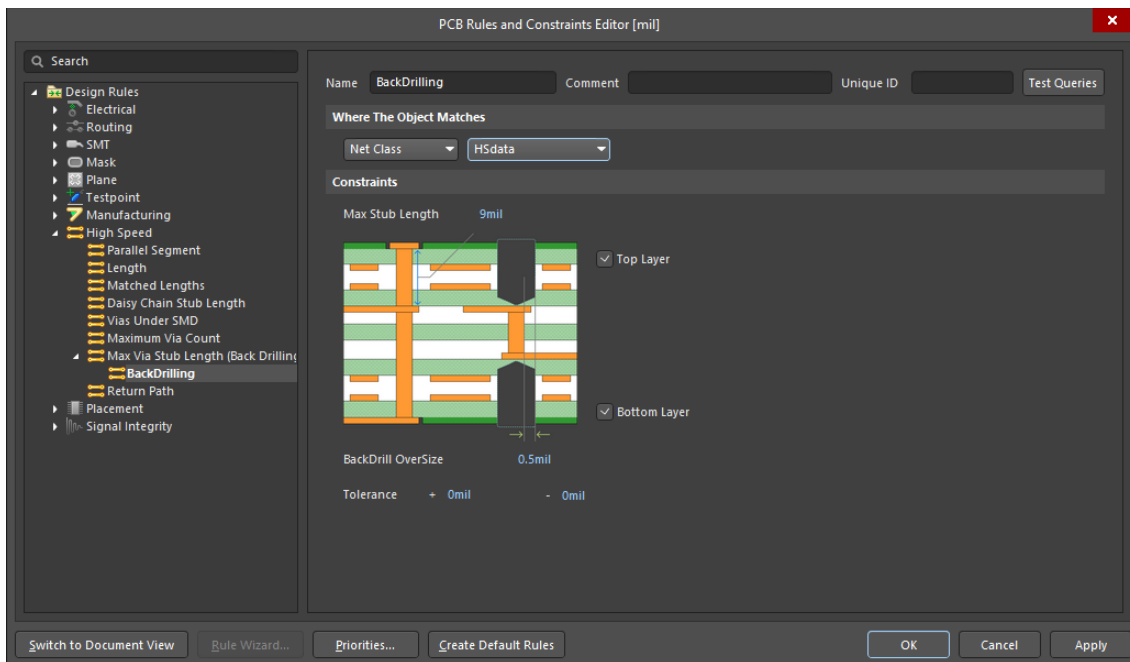 PCB Rules and Constraints Editor [mil]
Search
Design Rules
Electrical
Routing
SMT
Mask
Plane
Testpoint
Manufacturing
High Speed
Parallel Segment
Length
Matched Lengths
Daisy Chain Stub Length
Vias Under SMD
Maximum Via Count
Max Via Stub Length (Back Drilling
BackDrilling
Return Path
Placement
Signal Integrity
Name BackDrilling Comment Unique ID Test Queries
Where The Object Matches
Net Class HSdata
Constraints
Max Stub Length 9mil
Top Layer
Bottom Layer
BackDrill OverSize 0.5mil
Tolerance + 0mil - 0mil
Switch to Document View Rule Wizard... Priorities... Create Default Rules OK Cancel Apply